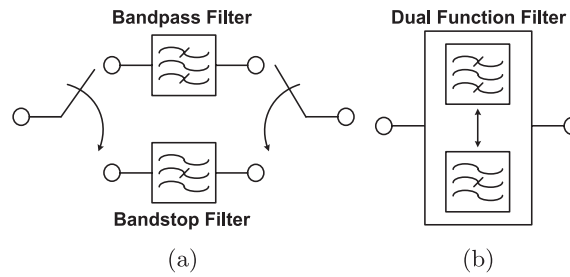 Bandpass Filter
Dual Function Filter
Bandstop Filter
(a)
(b)